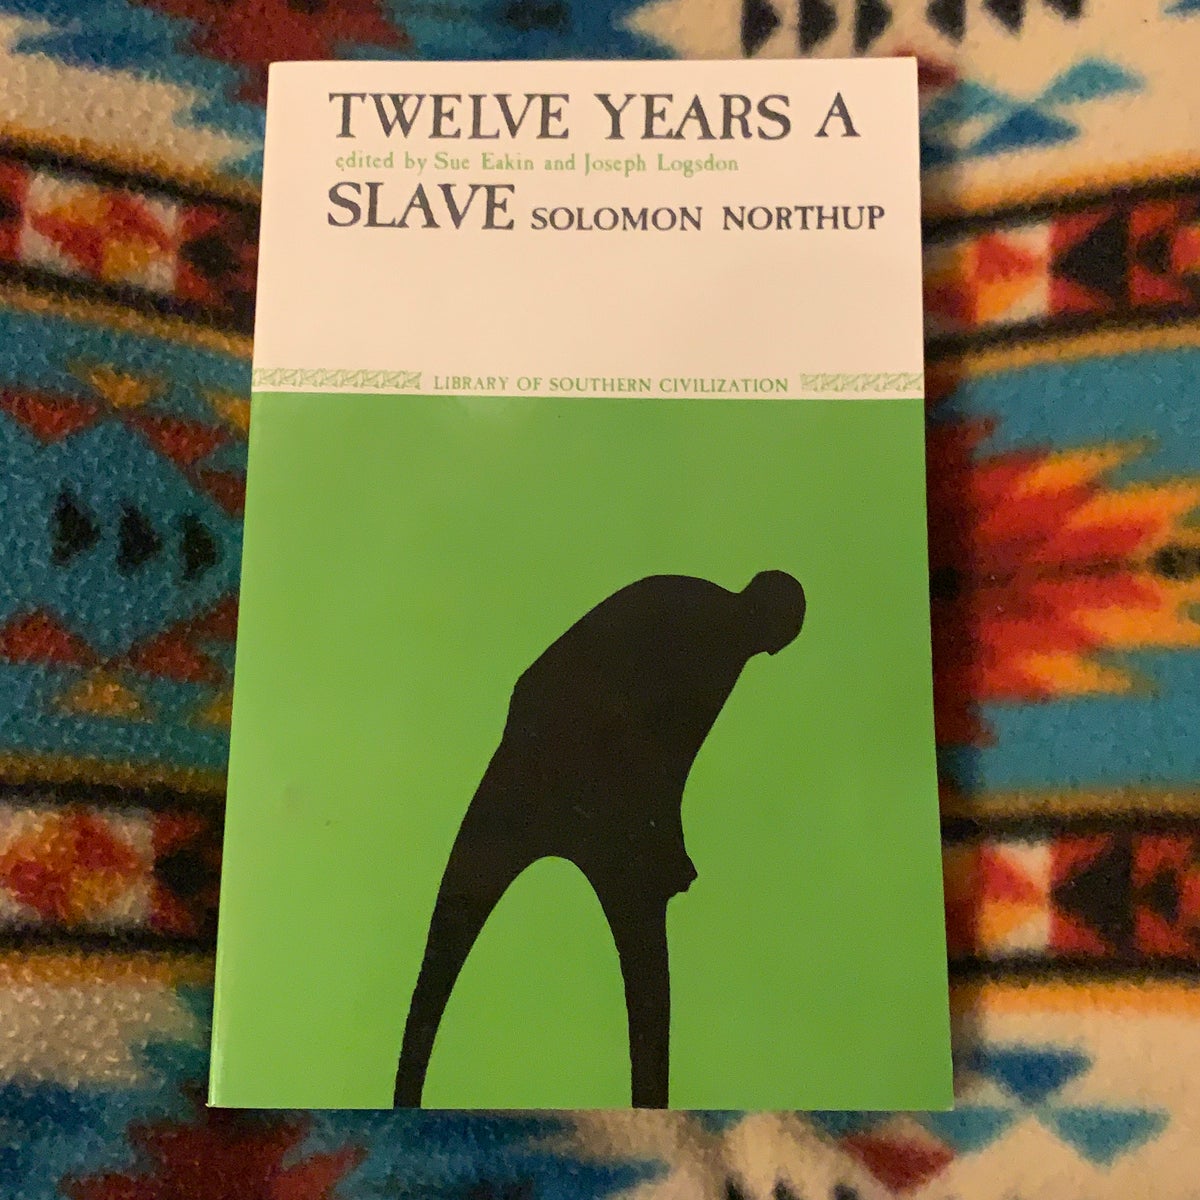 TWELVE YEARS A
edited by Sue Eakin and Joseph Logsdon
SLAVE SOLOMON NORTHUP
LIBRARY OF SOUTHERN CIVILIZATION